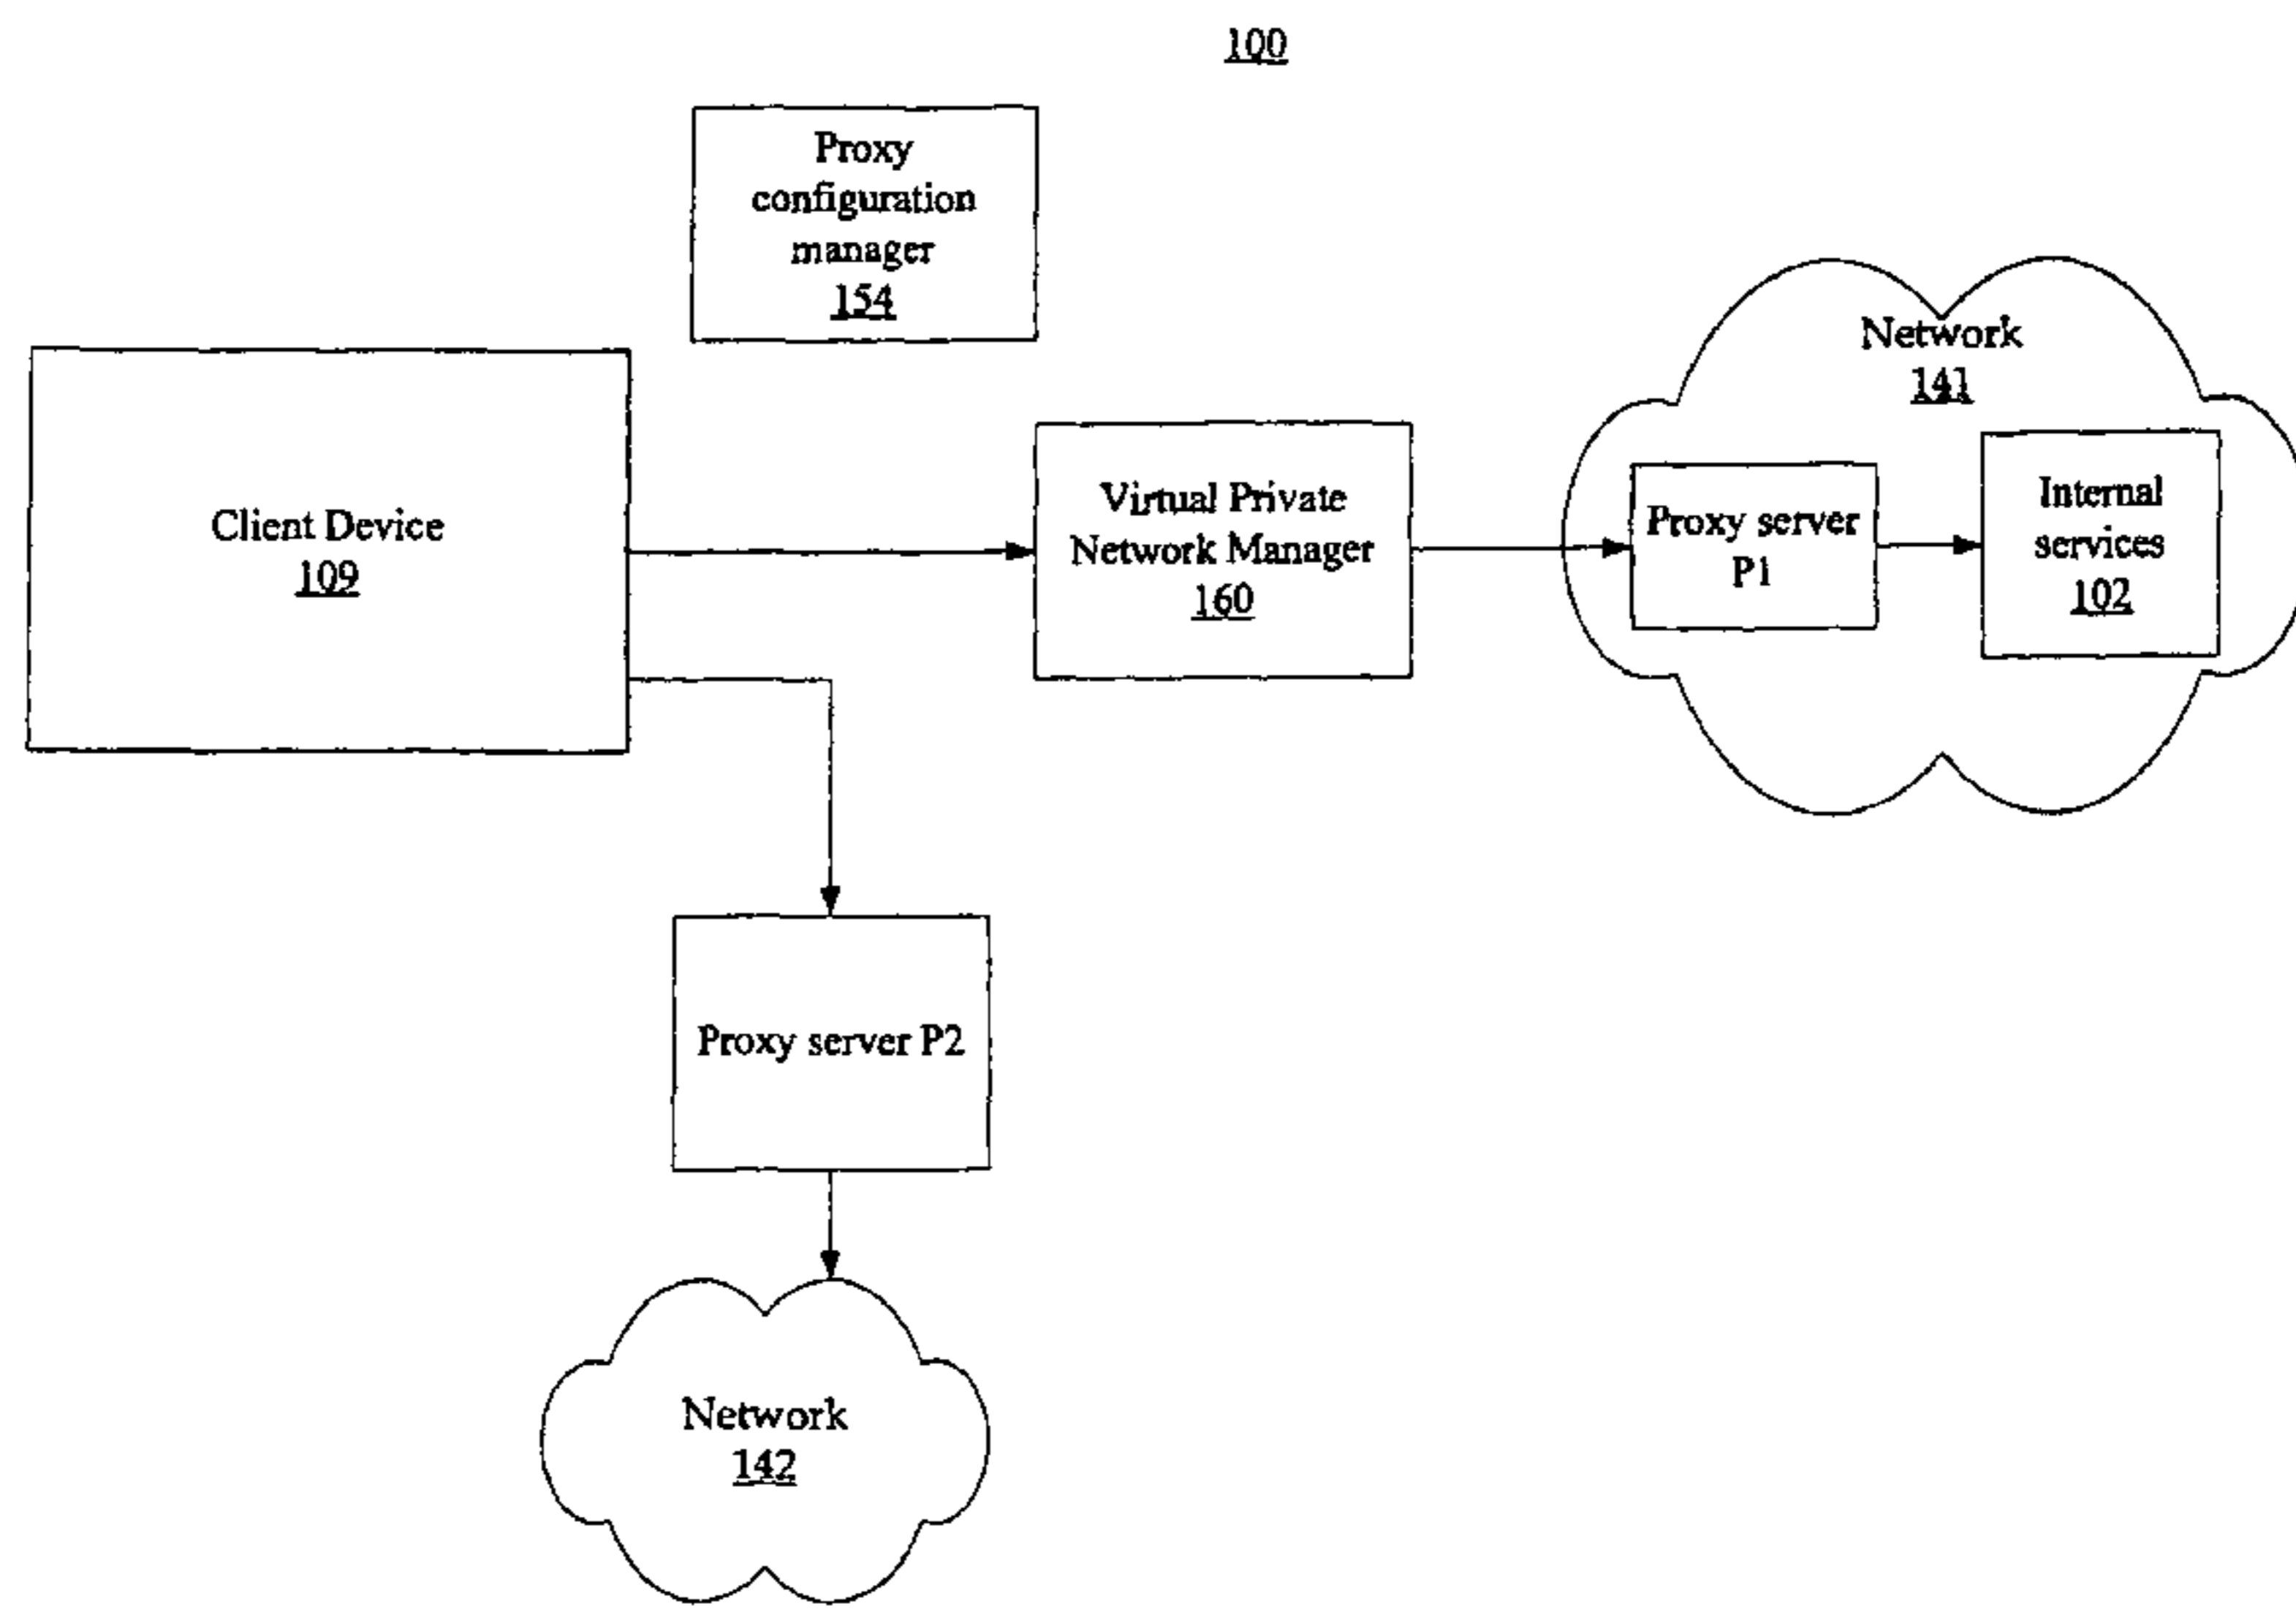 100
Proxy
configuration
manager
154
Network
141
Client Device
109
Virtual Private
Network Manager
160
Proxy server
P1
Internal
services
102
Proxy server P2
Network
142